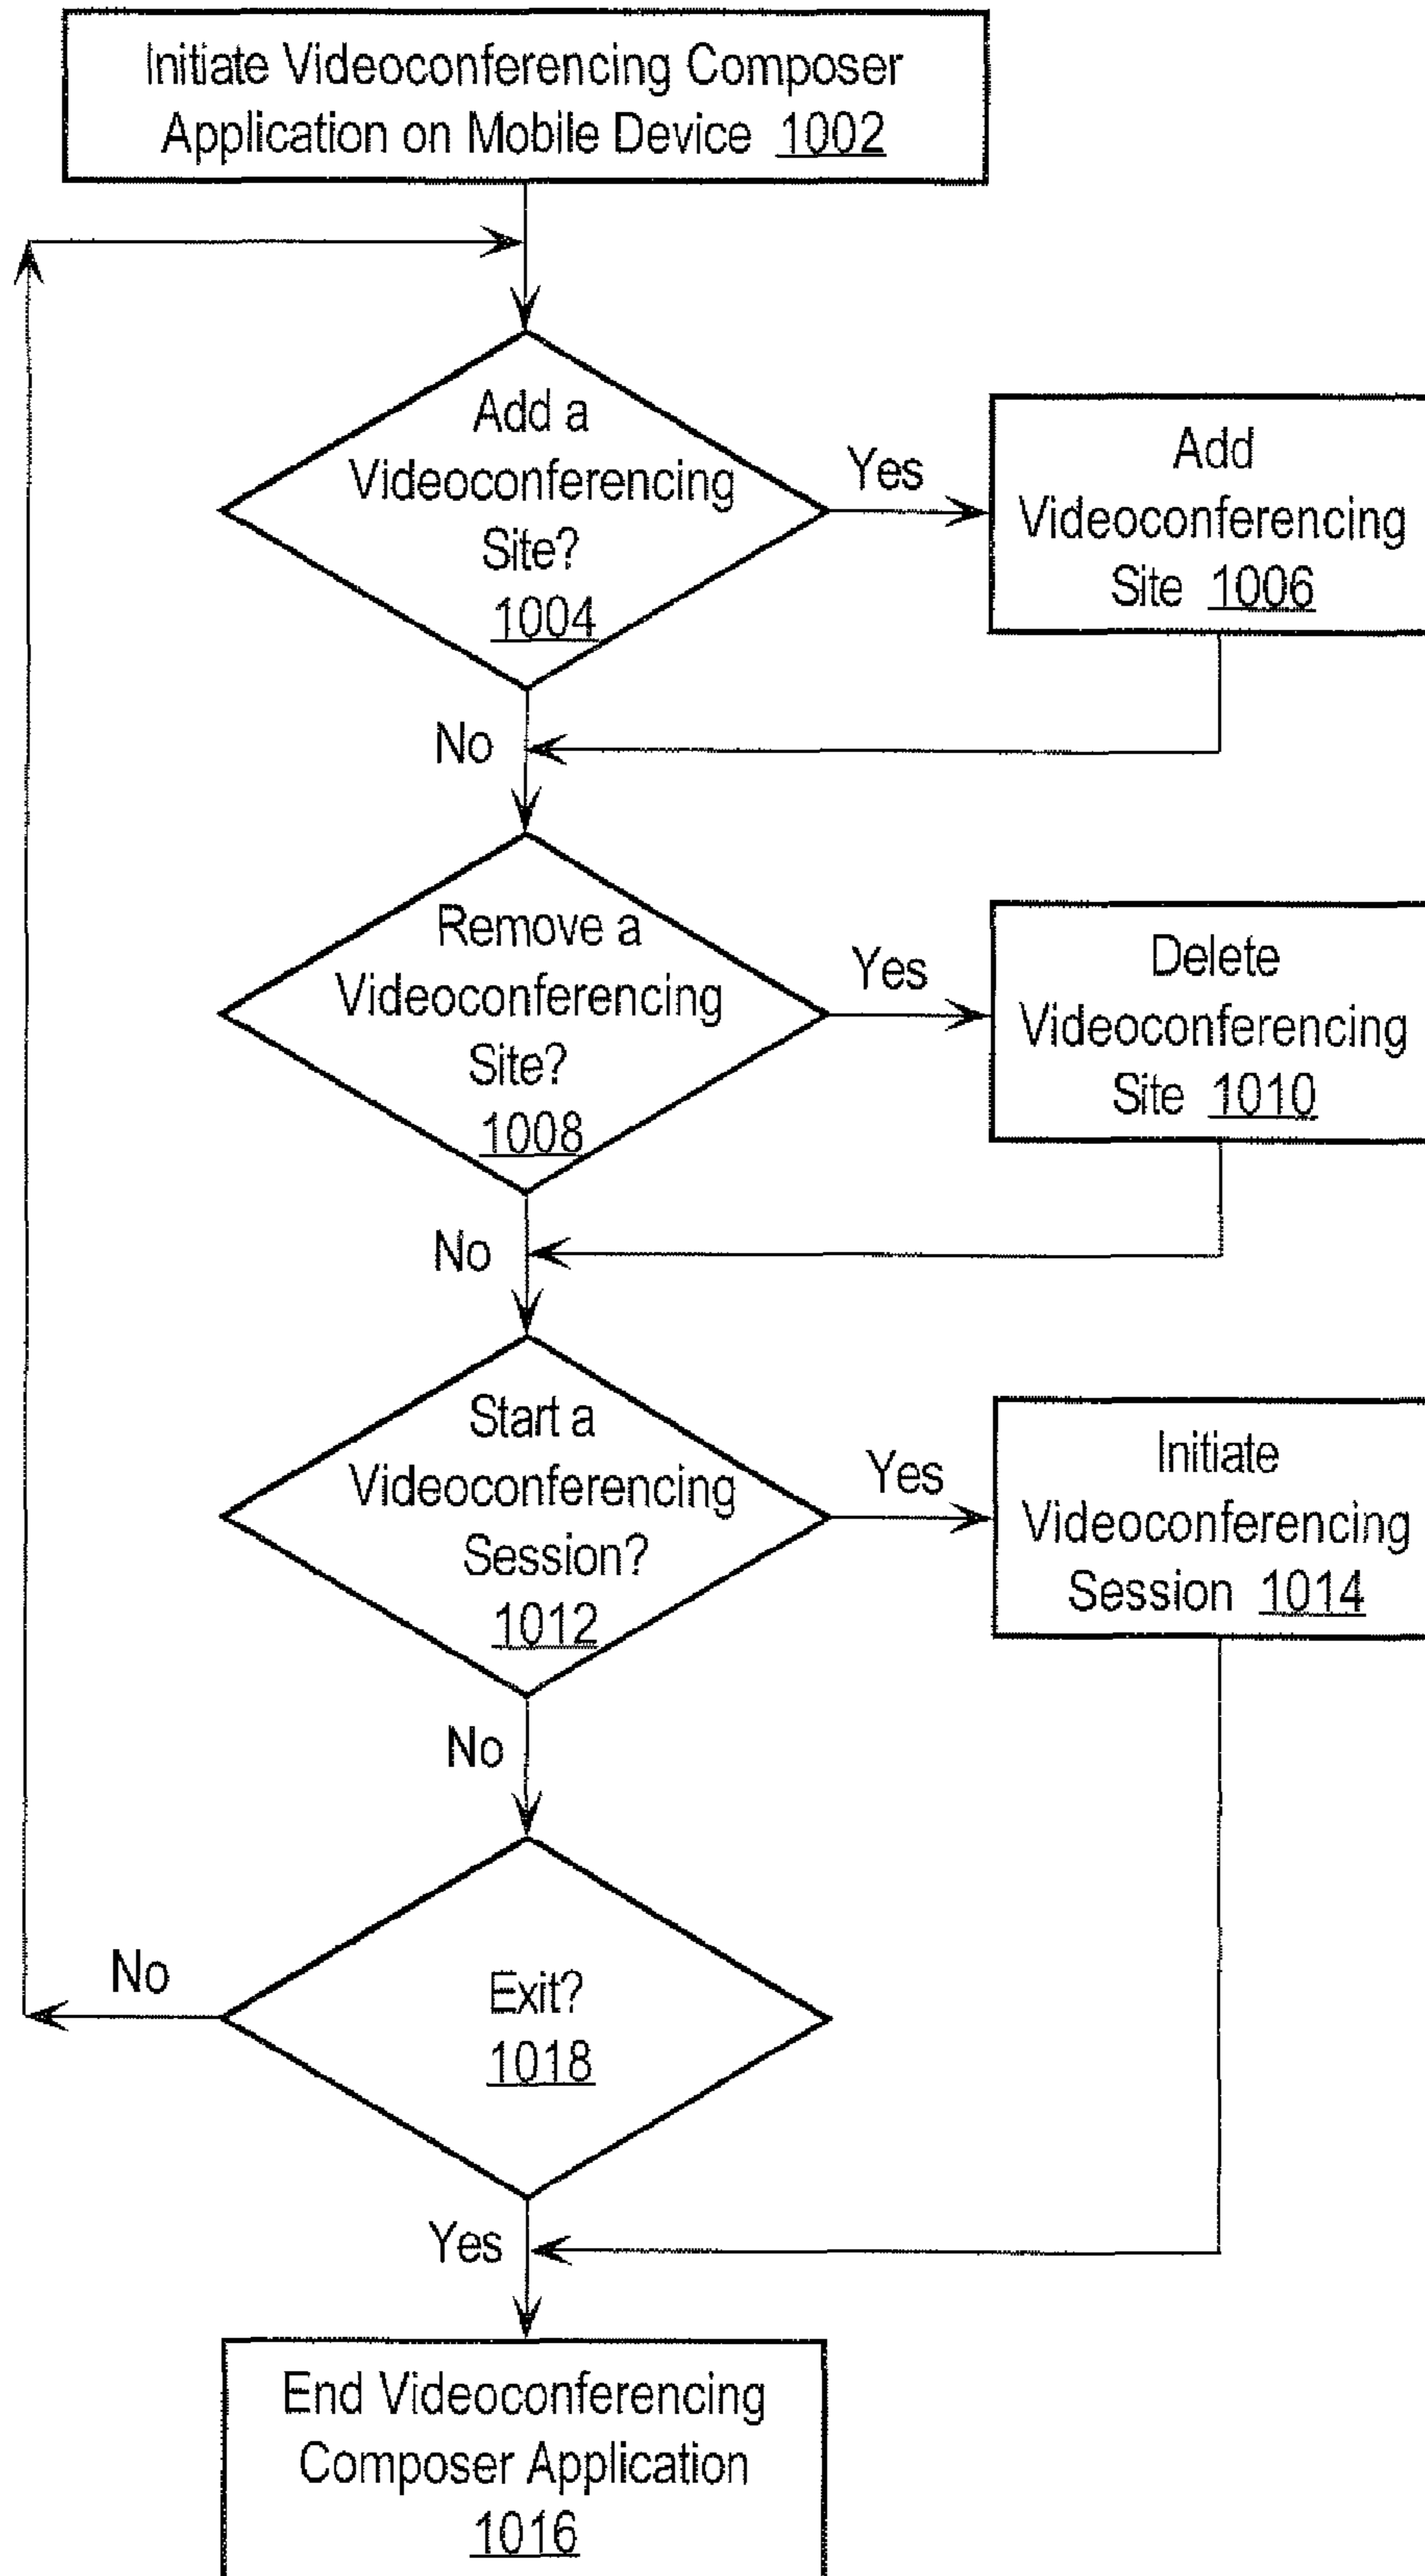 Initiate Videoconferencing Composer
Application on Mobile Device 1002
Add a
Videoconferencing
Site?
1004
Yes
Add
Videoconferencing
Site 1006
No
Remove a
Videoconferencing
Site?
1008
Yes
Delete
Videoconferencing
Site 1010
No
Start a
Videoconferencing
Session?
1012
Yes
Initiate
Videoconferencing
Session 1014
No
Exit?
1018
No
Yes
End Videoconferencing
Composer Application
1016